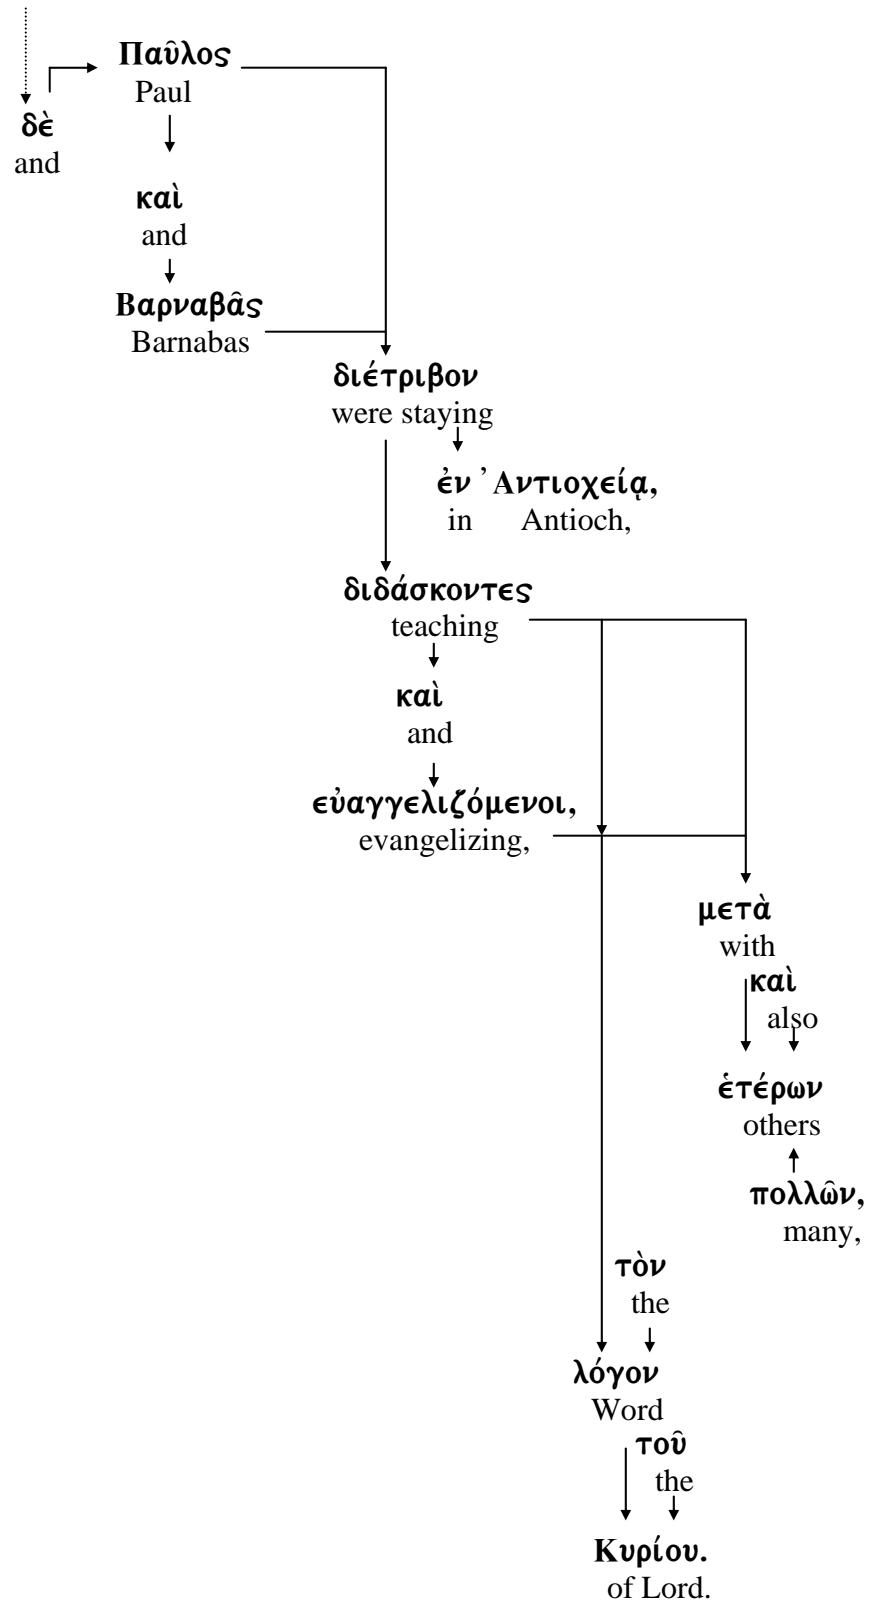 Παῦλος
Paul
δὲ
and
καὶ
and
Βαρναβᾶς
Barnabas
διέτριβον
were staying
ἐν Ἀντιοχείᾳ,
in Antioch,
διδάσκοντες
teaching
καὶ
and
εὐαγγελιζόμενοι,
evangelizing,
μετὰ
with
καὶ
also
ἑτέρων
others
πολλῶν,
many,
τὸν
the
λόγον
Word
τοῦ
the
Κυρίου.
of Lord.